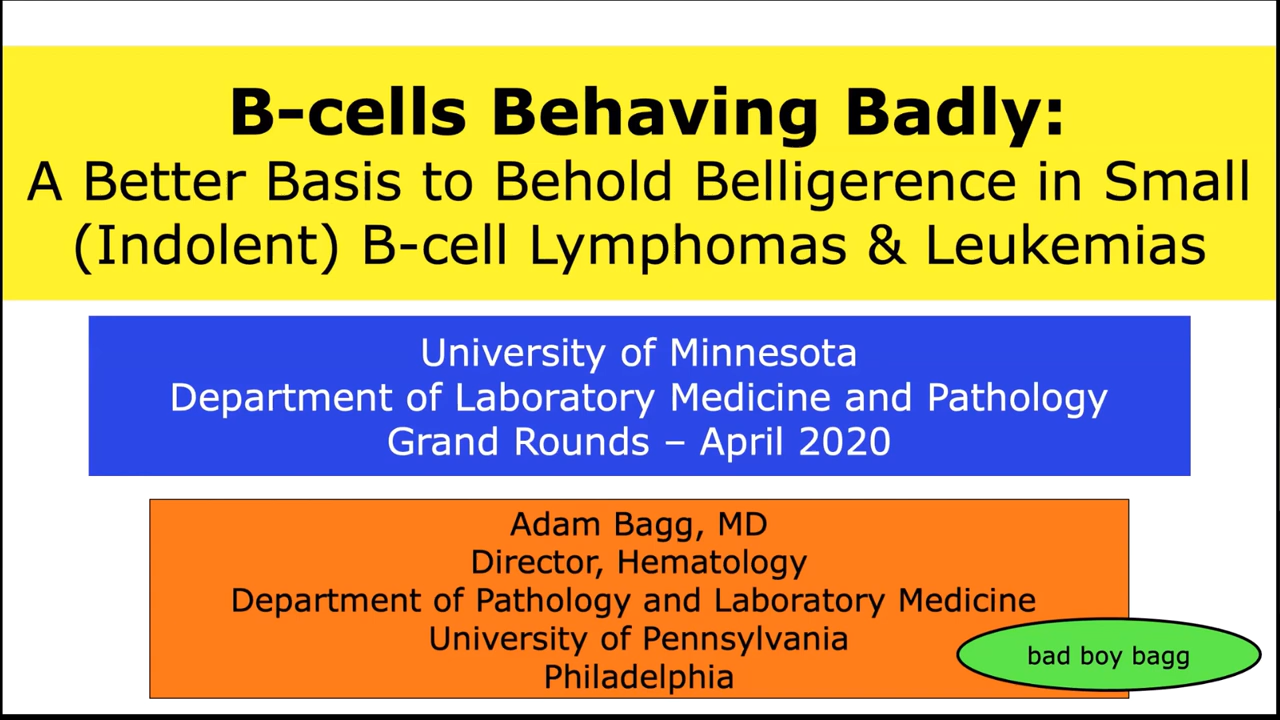 B-cells Behaving Badly:
A Better Basis to Behold Belligerence in Small
(Indolent) B-cell Lymphomas & Leukemias
University of Minnesota
Department of Laboratory Medicine and Pathology
Grand Rounds – April 2020
Adam Bagg, MD
Director, Hematology
Department of Pathology and Laboratory Medicine
University of Pennsylvania
Philadelphia
bad boy bagg